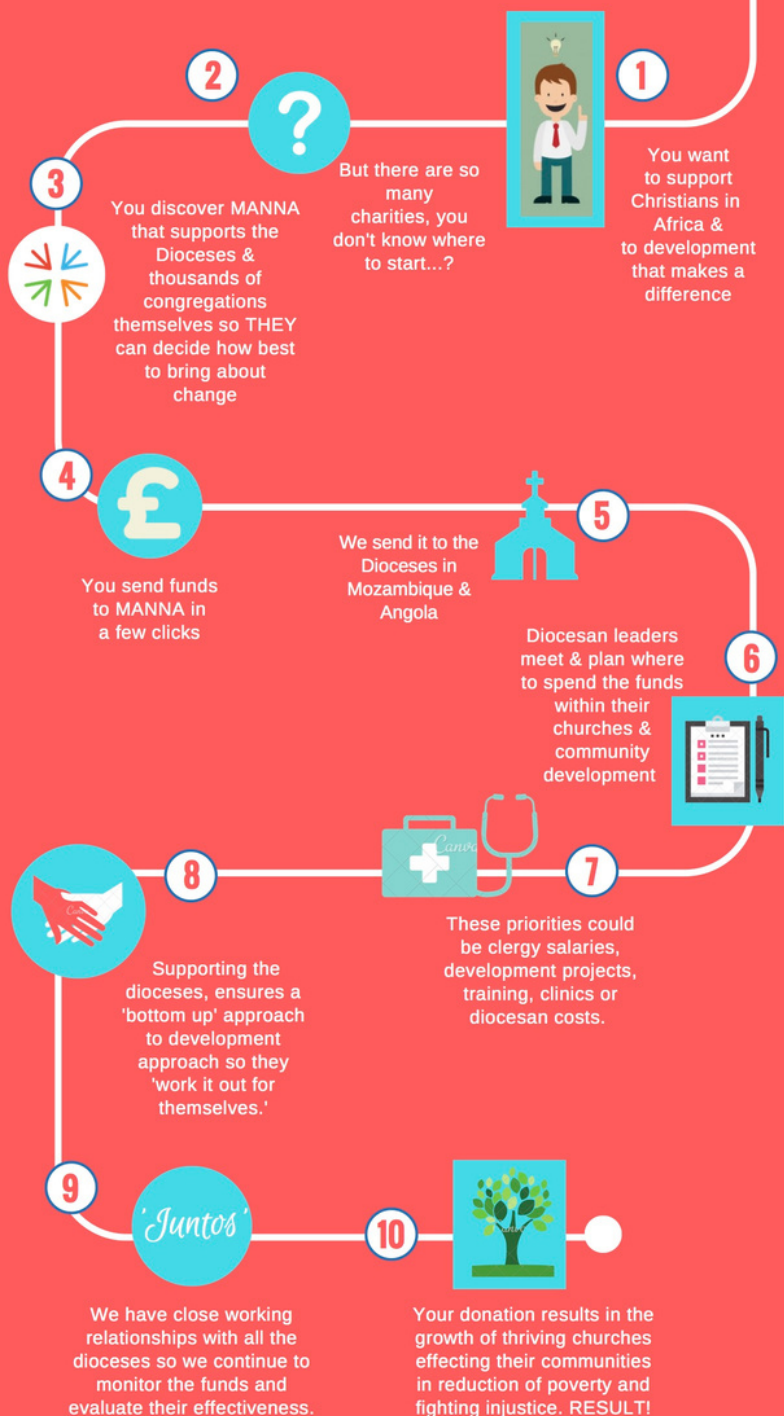 1
You want
to support
Christians in
Africa &
to development
that makes a
difference
2
?
But there are so
many
charities, you
don't know where
to start...?
3
You discover MANNA
that supports the
Dioceses &
thousands of
congregations
themselves so THEY
can decide how best
to bring about
change
4
£
You send funds
to MANNA in
a few clicks
5
We send it to the
Dioceses in
Mozambique &
Angola
6
Diocesan leaders
meet & plan where
to spend the funds
within their
churches &
community
development
7
Canva
These priorities could
be clergy salaries,
development projects,
training, clinics or
diocesan costs.
8
Supporting the
dioceses, ensures a
'bottom up' approach
to development
approach so they
'work it out for
themselves.'
9
'Juntos'
We have close working
relationships with all the
dioceses so we continue to
monitor the funds and
evaluate their effectiveness.
10
Your donation results in the
growth of thriving churches
effecting their communities
in reduction of poverty and
fighting injustice. RESULT!